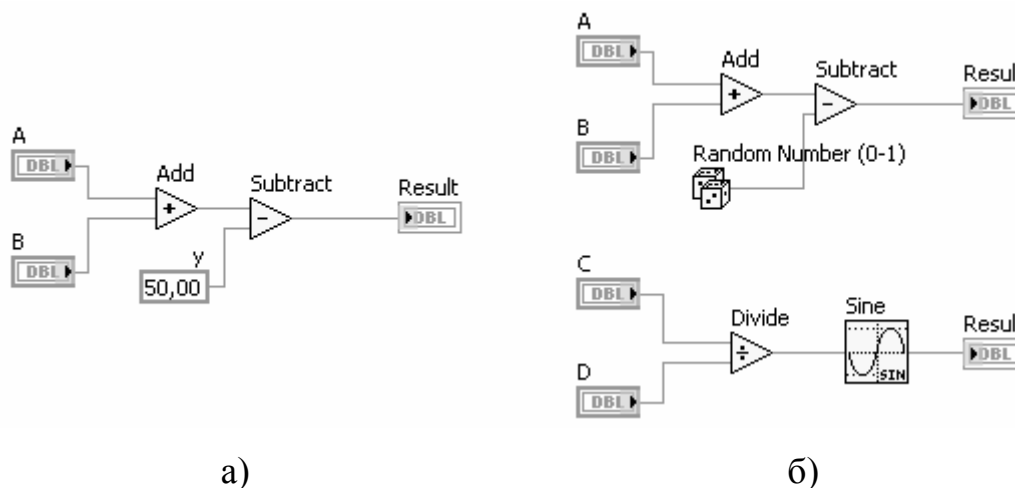 A
DBL
B
DBL
Add
+
Subtract
-
y
50,00
Result
DBL
а)
A
DBL
B
DBL
Add
+
Subtract
-
Random Number (0-1)
Resul
DBL
C
DBL
D
DBL
Divide
÷
Sine
SIN
Resul
DBL
б)